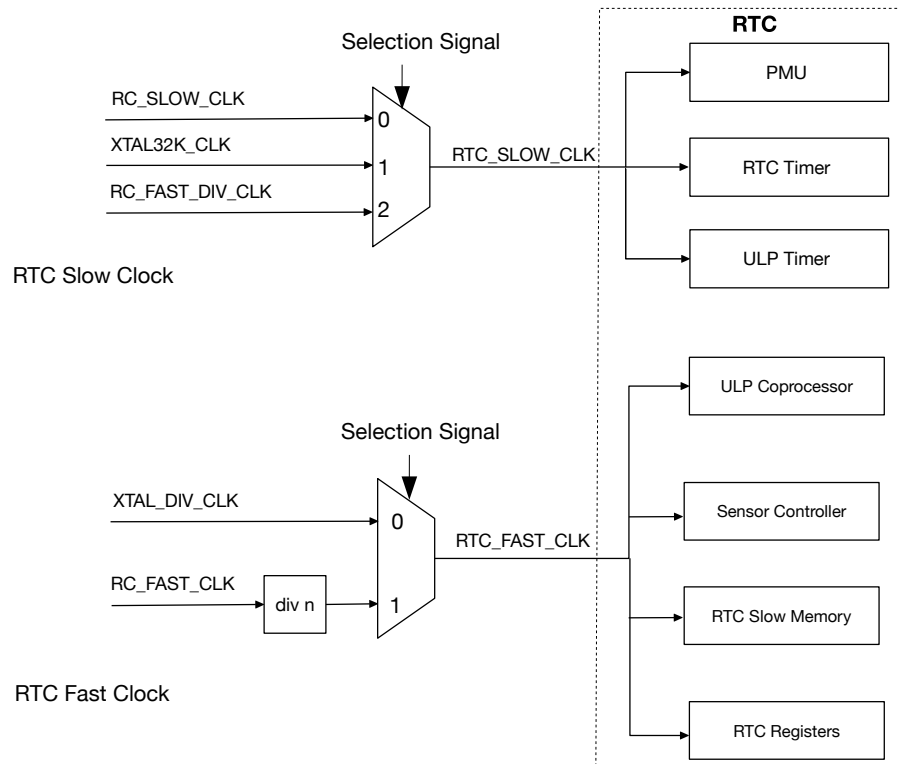 RTC
Selection Signal
PMU
RC_SLOW_CLK
0
XTAL32K_CLK
1
RTC_SLOW_CLK
RTC Timer
RC_FAST_DIV_CLK
2
ULP Timer
RTC Slow Clock
ULP Coprocessor
Selection Signal
XTAL_DIV_CLK
0
Sensor Controller
RTC_FAST_CLK
RC_FAST_CLK
div n
1
RTC Slow Memory
RTC Fast Clock
RTC Registers